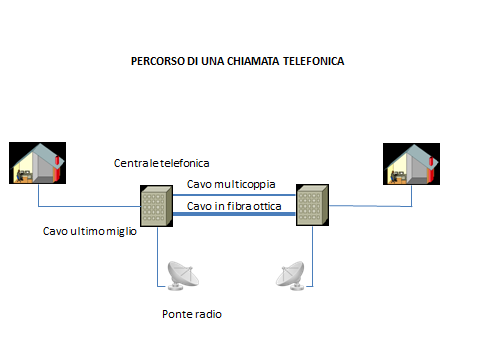 PERCORSO DI UNA CHIAMATA TELEFONICA
Centrale telefonica
Cavo multicoppia
Cavo in fibra ottica
Cavo ultimo miglio
Ponte radio